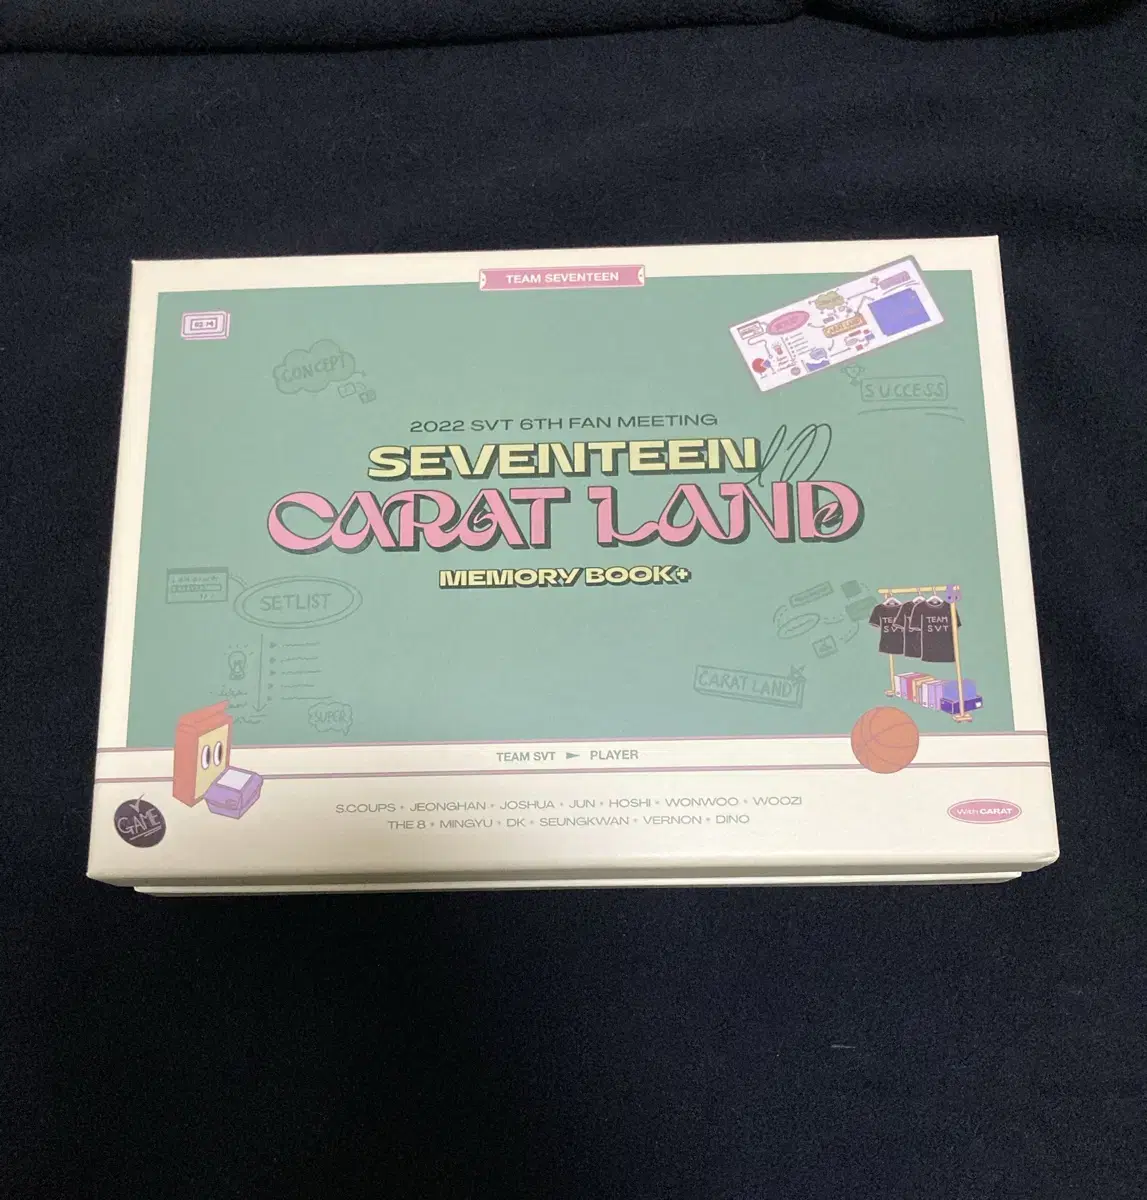 TEAM SEVENTEEN
CONCEPT
SUCCESS
2022 SVT 6TH FAN MEETING
SEVENTEEN
CARAT LAND
MEMORY BOOK+
SETLIST
TEAM
SVT
CARAT LAND
SUPER
TEAM SVT ► PLAYER
GAME
S.COUPS • JEONGHAN • JOSHUA • JUN • HOSHI • WONWOO • WOOZI
THE 8 • MINGYU • DK • SEUNGKWAN • VERNON • DINO
With CARAT